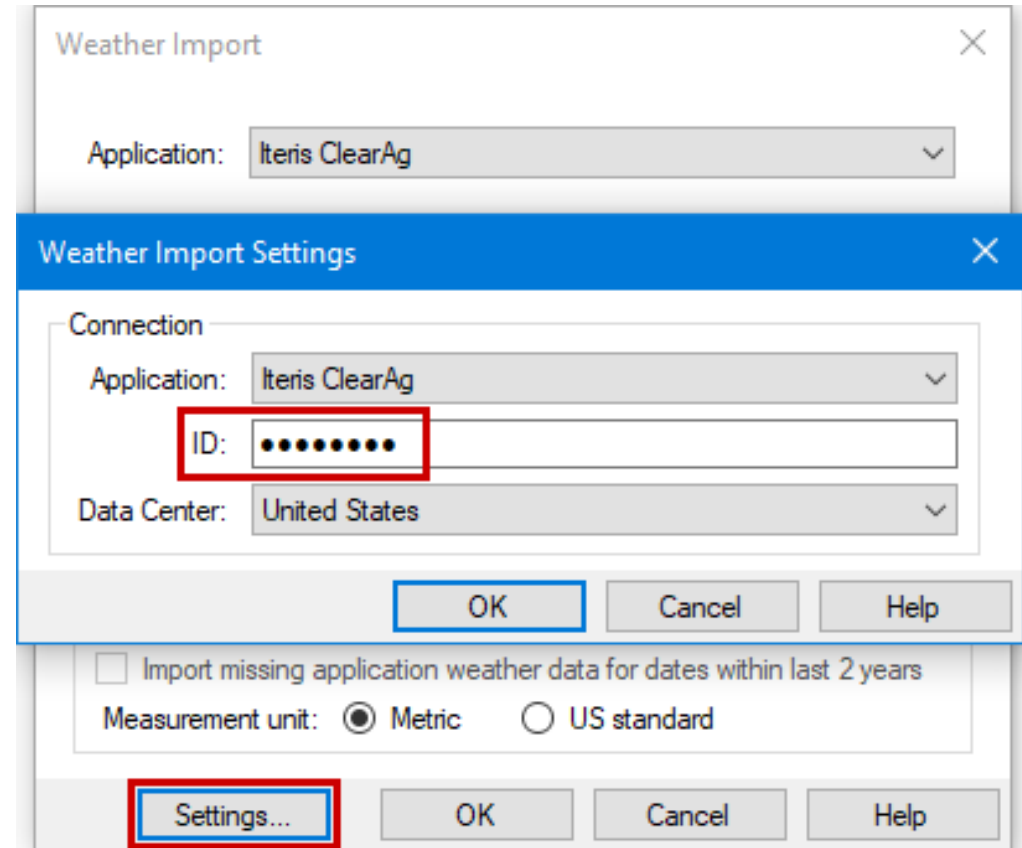 Weather Import
Application: Iteris ClearAg
Weather Import Settings
Connection
Application: Iteris ClearAg
ID: ●●●●●●●●
Data Center: United States
OK Cancel Help
Import missing application weather data for dates within last 2 years
Measurement unit: Metric US standard
Settings... OK Cancel Help